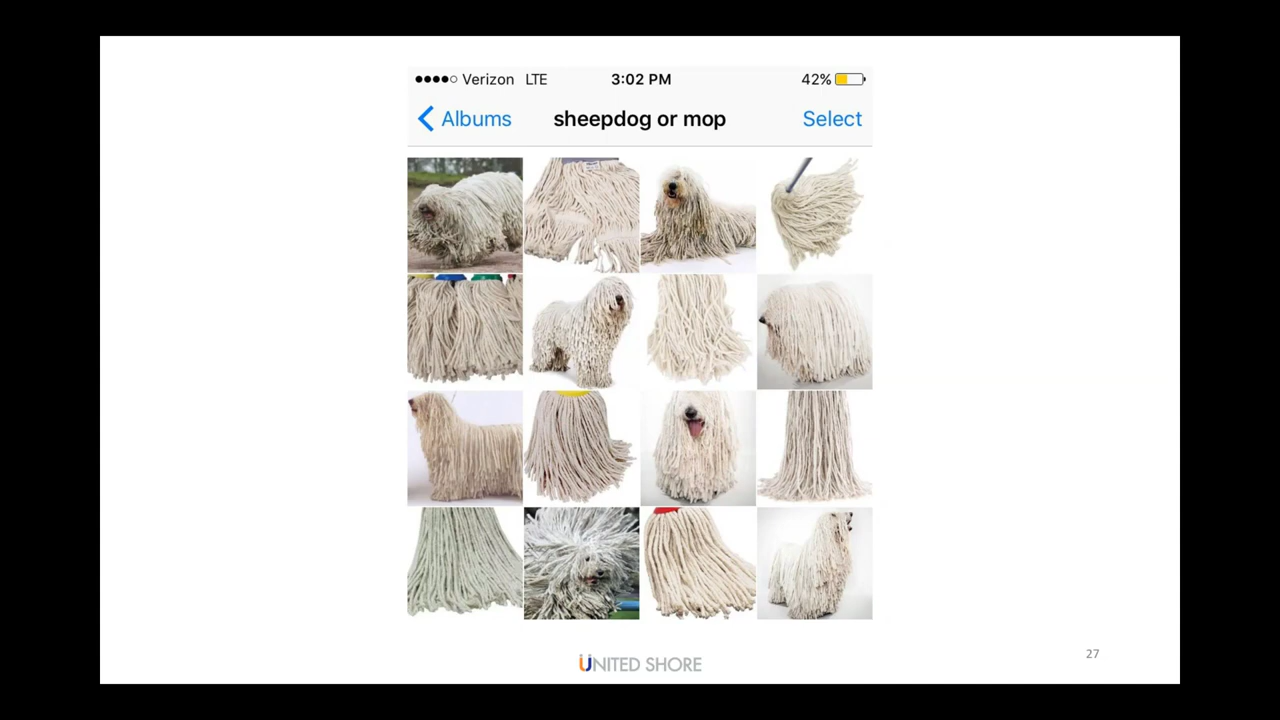 Verizon LTE 3:02 PM 42%
Albums sheepdog or mop Select
UNITED SHORE
27